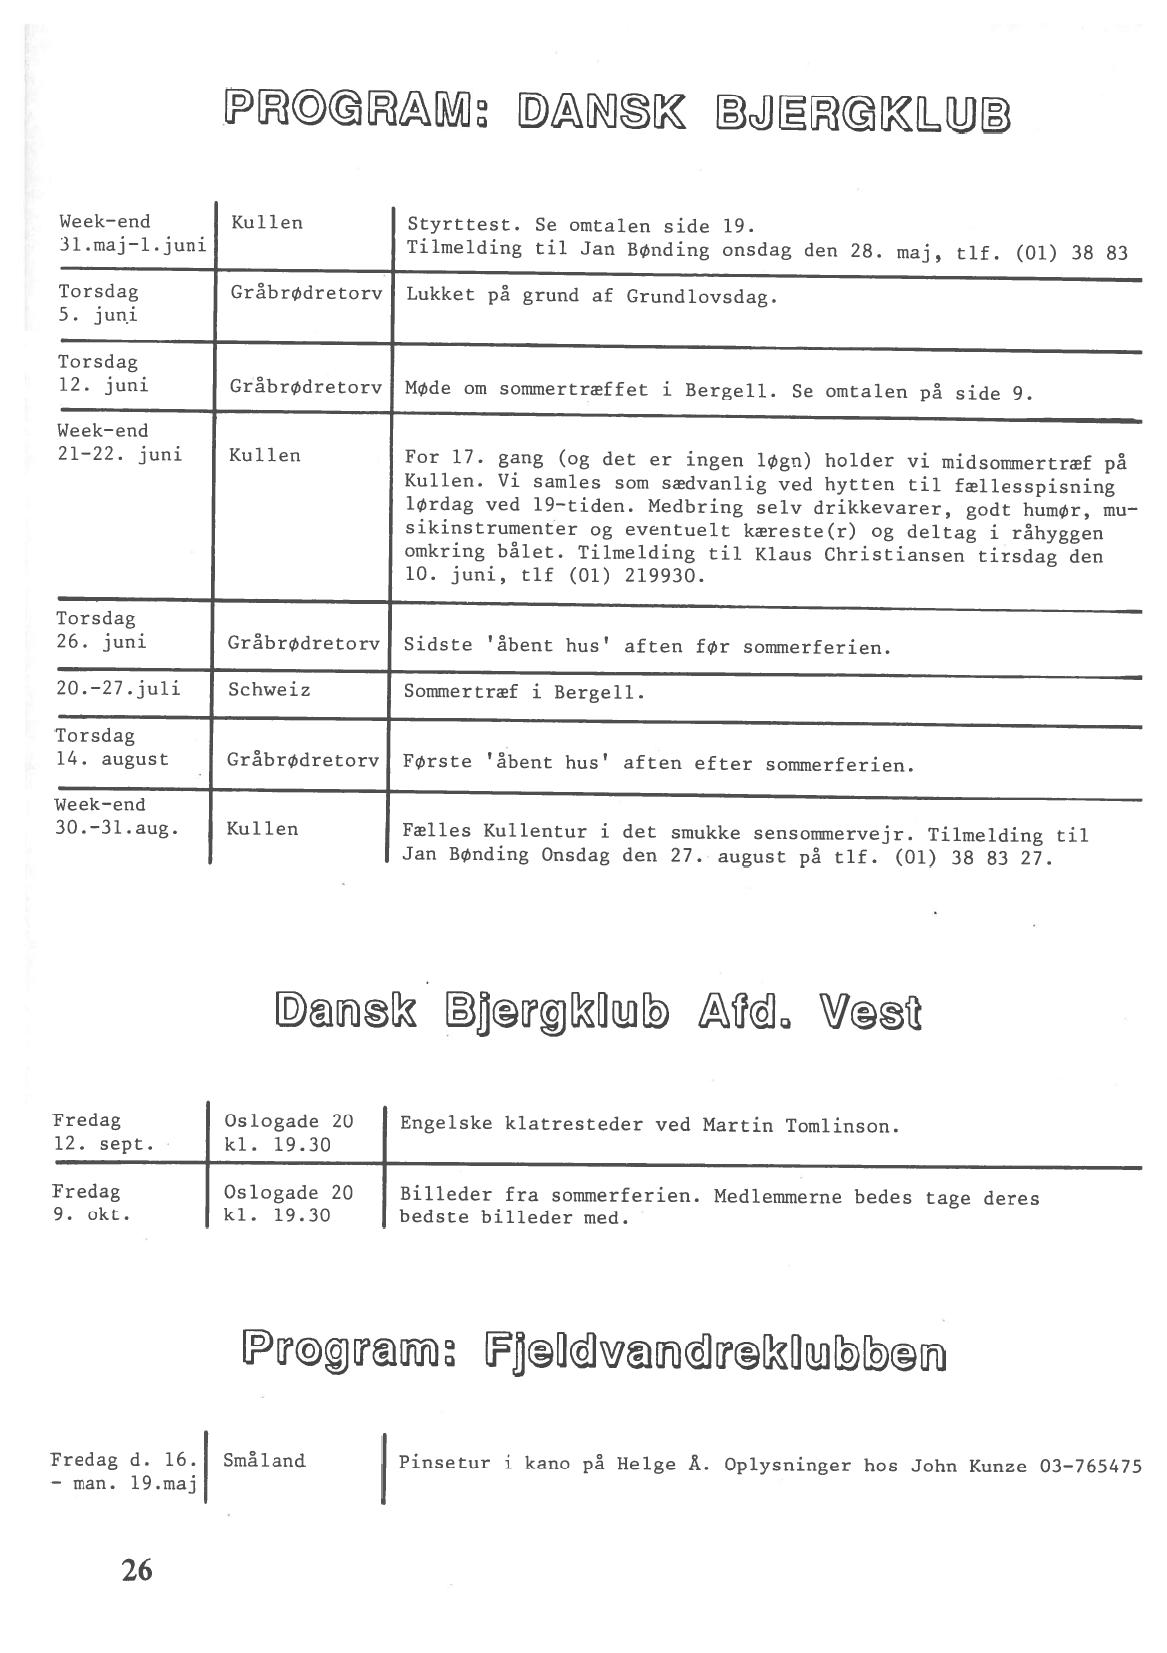 PROGRAM: DANSK BJERGKLUB
Week-end
31.maj-1.juni
Kullen
Styrttest. Se omtalen side 19.
Tilmelding til Jan Bønding onsdag den 28. maj, tlf. (01) 38 83
Torsdag
5. juni
Gråbrødretorv
Lukket på grund af Grundlovsdag.
Torsdag
12. juni
Gråbrødretorv
Møde om sommertræffet i Bergell. Se omtalen på side 9.
Week-end
21-22. juni
Kullen
For 17. gang (og det er ingen løgn) holder vi midsommertræf på
Kullen. Vi samles som sædvanlig ved hytten til fællesspisning
lørdag ved 19-tiden. Medbring selv drikkevarer, godt humør, mu-
sikinstrumenter og eventuelt kæreste(r) og deltag i råhyggen
omkring bålet. Tilmelding til Klaus Christiansen tirsdag den
10. juni, tlf (01) 219930.
Torsdag
26. juni
Gråbrødretorv
Sidste 'åbent hus' aften før sommerferien.
20.-27.juli
Schweiz
Sommertræf i Bergell.
Torsdag
14. august
Gråbrødretorv
Første 'åbent hus' aften efter sommerferien.
Week-end
30.-31.aug.
Kullen
Fælles Kullentur i det smukke sensommervejr. Tilmelding til
Jan Bønding Onsdag den 27. august på tlf. (01) 38 83 27.
Dansk Bjergklub Afd. Vest
Fredag
12. sept.
Oslogade 20
kl. 19.30
Engelske klatresteder ved Martin Tomlinson.
Fredag
9. okt.
Oslogade 20
kl. 19.30
Billeder fra sommerferien. Medlemmerne bedes tage deres
bedste billeder med.
Program: Fjeldvandreklubben
Fredag d. 16.
- man. 19.maj
Småland
Pinsetur i kano på Helge Å. Oplysninger hos John Kunze 03-765475
26